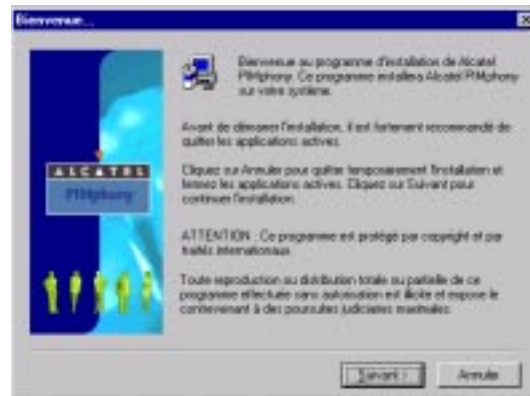 Bienvenue...
Bienvenue au programme d'installation de Alcatel
PIMphony. Ce programme installera Alcatel PIMphony
sur votre système.
Avant de démarrer l'installation, il est fortement recommandé de
quitter les applications actives.
Cliquez sur Annuler pour quitter temporairement l'installation et
fermez les applications actives. Cliquez sur Suivant pour
continuer l'installation.
ALCATEL
PIMphony
ATTENTION : Ce programme est protégé par copyright et par
traités internationaux.
Toute reproduction ou distribution totale ou partielle de ce
programme effectuée sans autorisation est illicite et expose le
contrevenant à des poursuites judiciaires maximales.
Suivant >
Annuler